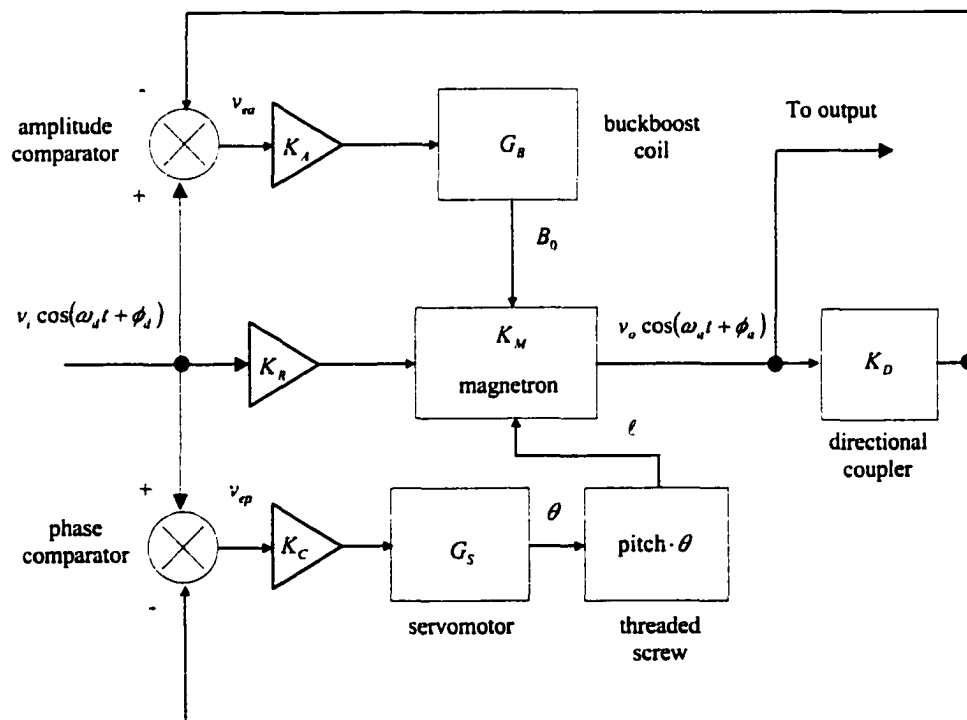 -
v_ea
amplitude
comparator
K_A
G_B
buckboost
coil
To output
+
B_0
v_i cos(ω_d t + ϕ_d)
K_R
K_M
magnetron
v_o cos(ω_a t + ϕ_a)
K_D
directional
coupler
ℓ
+
v_ep
phase
comparator
K_C
G_S
θ
pitch · θ
-
servomotor
threaded
screw